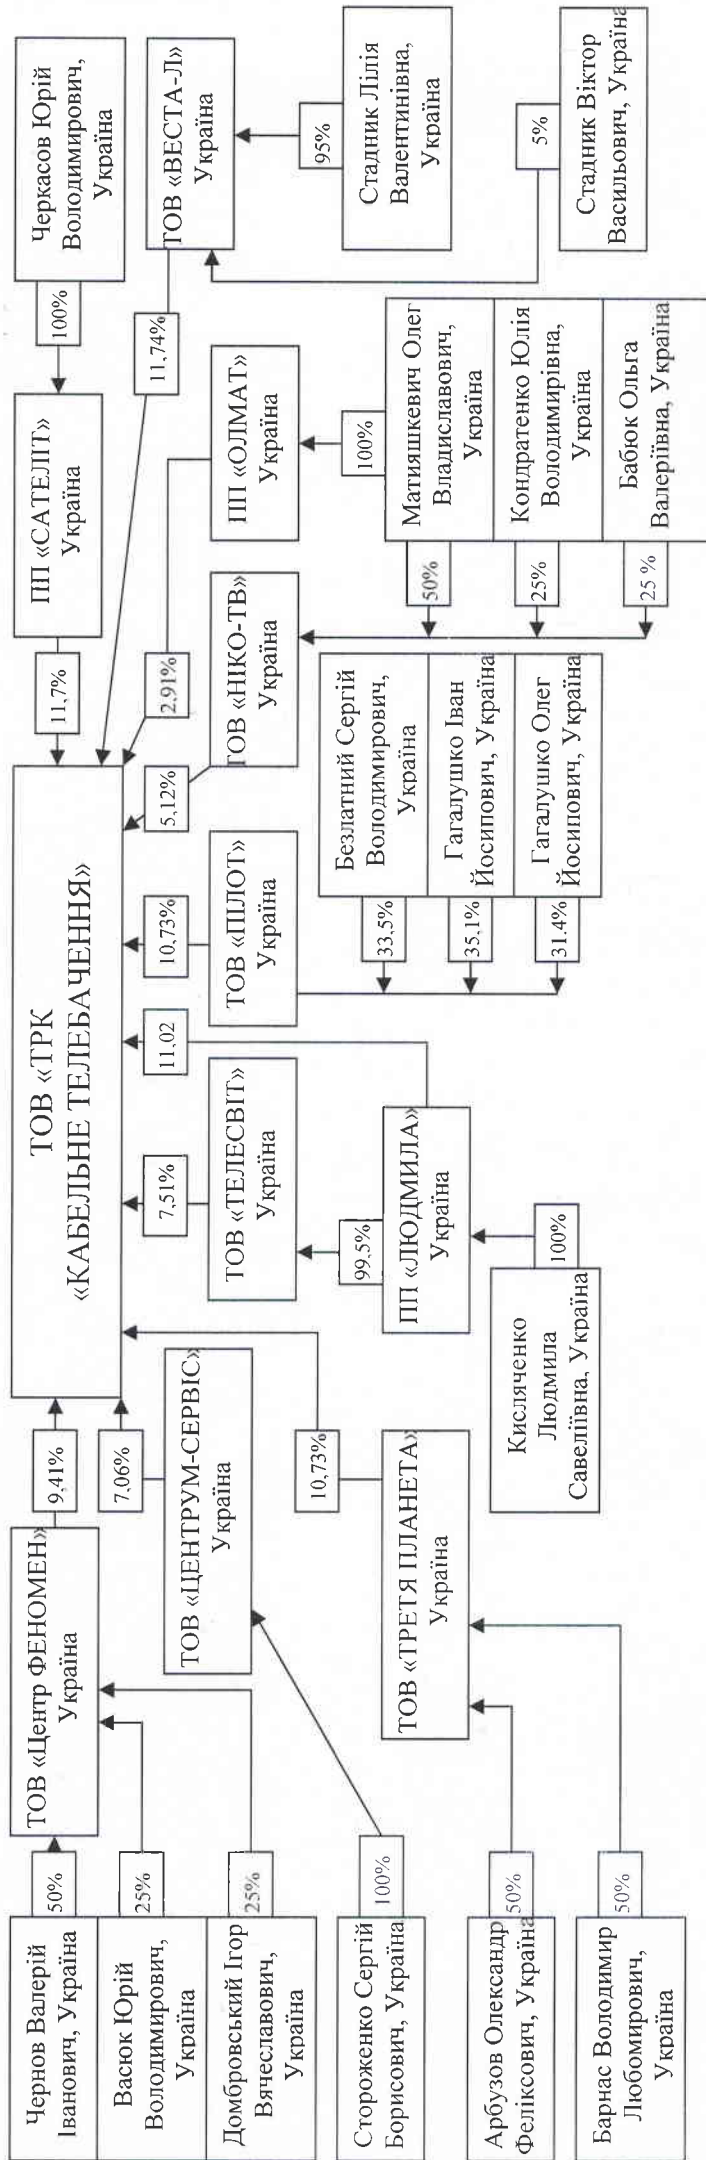 ТОВ «ТРК
«КАБЕЛЬНЕ ТЕЛЕБАЧЕННЯ»
Чернов Валерій
Іванович, Україна
50%
Васюк Юрій
Володимирович,
Україна
25%
Домбровський Ігор
Вячеславович,
Україна
25%
ТОВ «Центр ФЕНОМЕН»
Україна
9,41%
Стороженко Сергій
Борисович, Україна
100%
ТОВ «ЦЕНТРУМ-СЕРВІС»
Україна
7,06%
Арбузов Олександр
Феліксович, Україна
50%
Барнас Володимир
Любомирович,
Україна
50%
ТОВ «ТРЕТЯ ПЛАНЕТА»
Україна
10,73%
Кисляченко
Людмила
Савеліївна, Україна
100%
ПП «ЛЮДМИЛА»
Україна
99,5%
11,02
ТОВ «ТЕЛЕСВІТ»
Україна
7,51%
ТОВ «ПІЛОТ»
Україна
10,73%
Безлатний Сергій
Володимирович,
Україна
33,5%
Гагалушко Іван
Йосипович, Україна
35,1%
Гагалушко Олег
Йосипович, Україна
31.4%
ТОВ «НІКО-ТВ»
Україна
5,12%
ПП «ОЛМАТ»
Україна
2,91%
100%
Матияшкевич Олег
Владиславович,
Україна
50%
Кондратенко Юлія
Володимирівна,
Україна
25%
Бабюк Ольга
Валеріївна, Україна
25 %
ПП «САТЕЛІТ»
Україна
11,7%
Черкасов Юрій
Володимирович,
Україна
100%
ТОВ «ВЕСТА-Л»
Україна
11,74%
Стадник Лілія
Валентинівна,
Україна
95%
Стадник Віктор
Васильович, Україна
5%